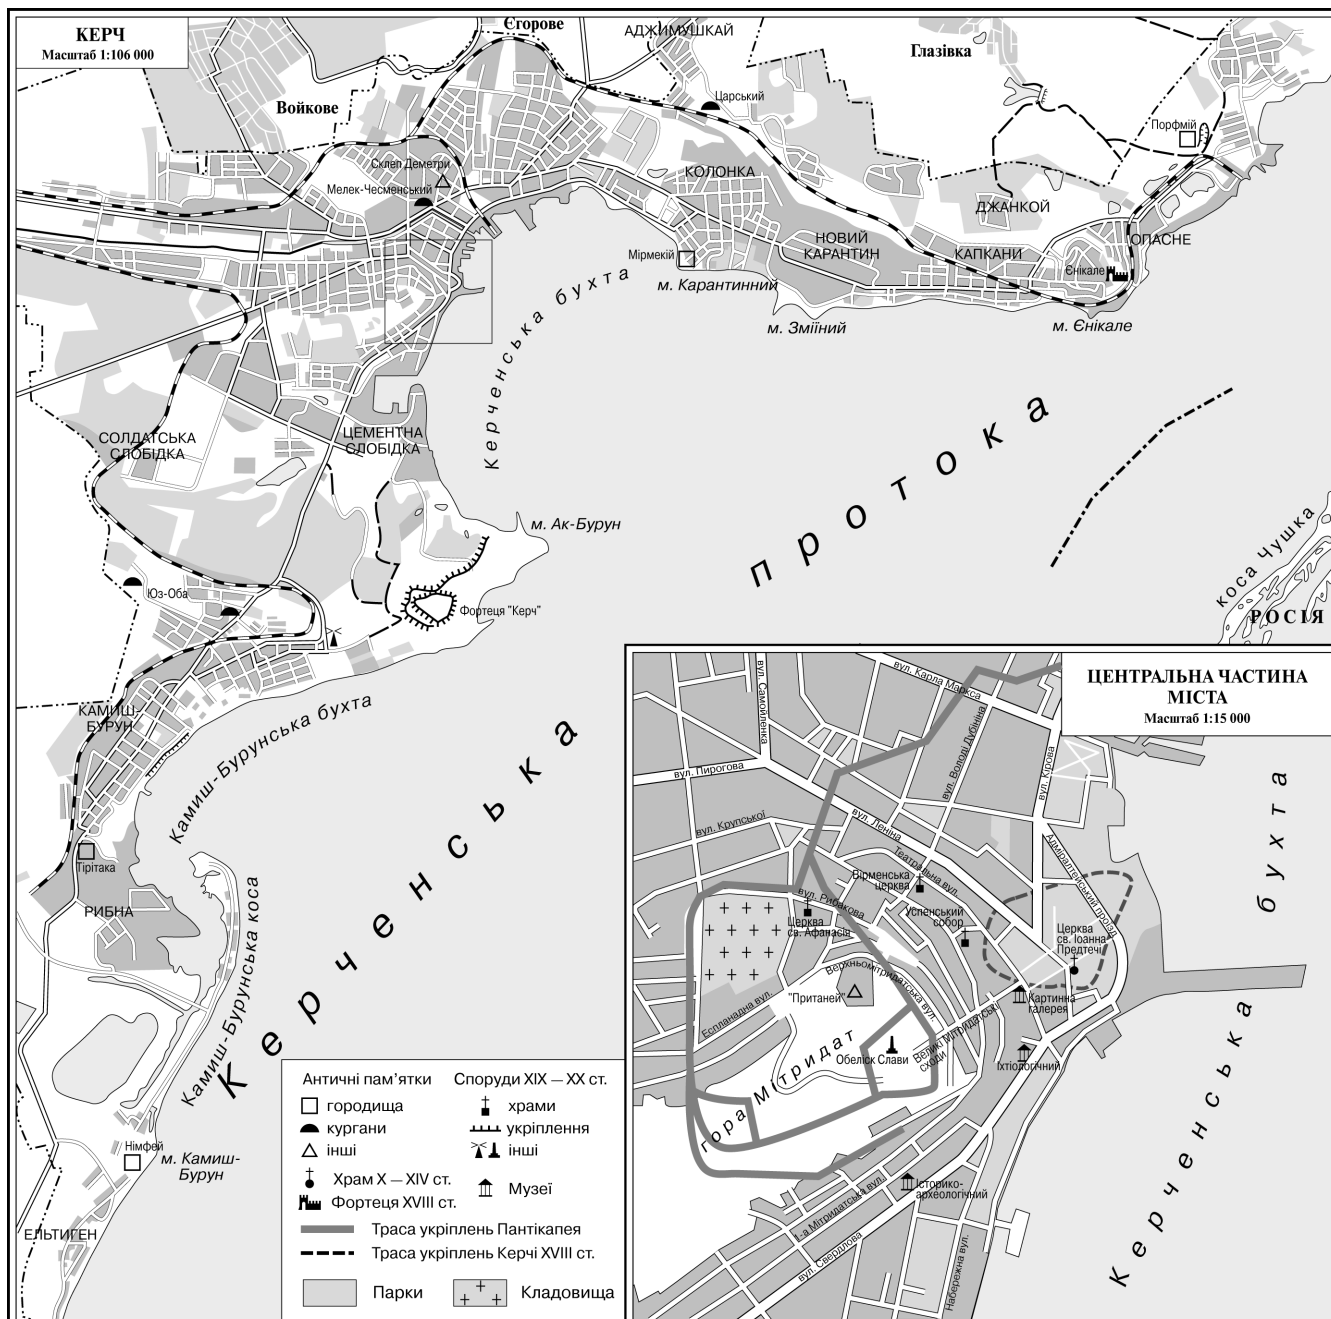 КЕРЧ
Масштаб 1:106 000
Єгорове
АДЖИМУШКАЙ
Глазівка
Войкове
Царський
Порфмій
Склеп Деметри
Мелек-Чесменський
КОЛОНКА
ДЖАНКОЙ
НОВИЙ
КАРАНТИН
КАПКАНИ
ОПАСНЕ
Мірмекій
Єнікале
м. Карантинний
м. Зміїний
м. Єнікале
Керченська бухта
СОЛДАТСЬКА
СЛОБІДКА
ЦЕМЕНТНА
СЛОБІДКА
м. Ак-Бурун
Юз-Оба
Фортеця "Керч"
коса Чушка
РОСІЯ
Керченська протока
КАМИШ-
БУРУН
Камиш-Бурунська бухта
Тірітака
РИБНА
Камиш-Бурунська коса
Німфей
м. Камиш-
Бурун
ЕЛЬТИГЕН
Античні пам'ятки
городища
кургани
інші
Храм X – XIV ст.
Фортеця XVIII ст.
Споруди XIX – XX ст.
храми
укріплення
інші
Музеї
Траса укріплень Пантікапея
Траса укріплень Керчі XVIII ст.
Парки
Кладовища
ЦЕНТРАЛЬНА ЧАСТИНА
МІСТА
Масштаб 1:15 000
вул. Самойленка
вул. Карла Маркса
вул. Володі Дубініна
вул. Кірова
вул. Пирогова
вул. Крупської
вул. Леніна
Театральна вул.
Адміралтейський проїзд
Вірменська
церква
вул. Рибакова
Церква
св. Афанасія
Успенський
собор
Церква
св. Іоанна
Предтечі
Верхньомітридатська вул.
"Пританей"
Еспланадна вул.
Картинна
галерея
Великі Мітридатські
сходи
Обеліск Слави
Іхтіологічний
гора Мітридат
Історико-
археологічний
1-а Мітридатська вул.
вул. Свердлова
Набережна вул.
Керченська бухта